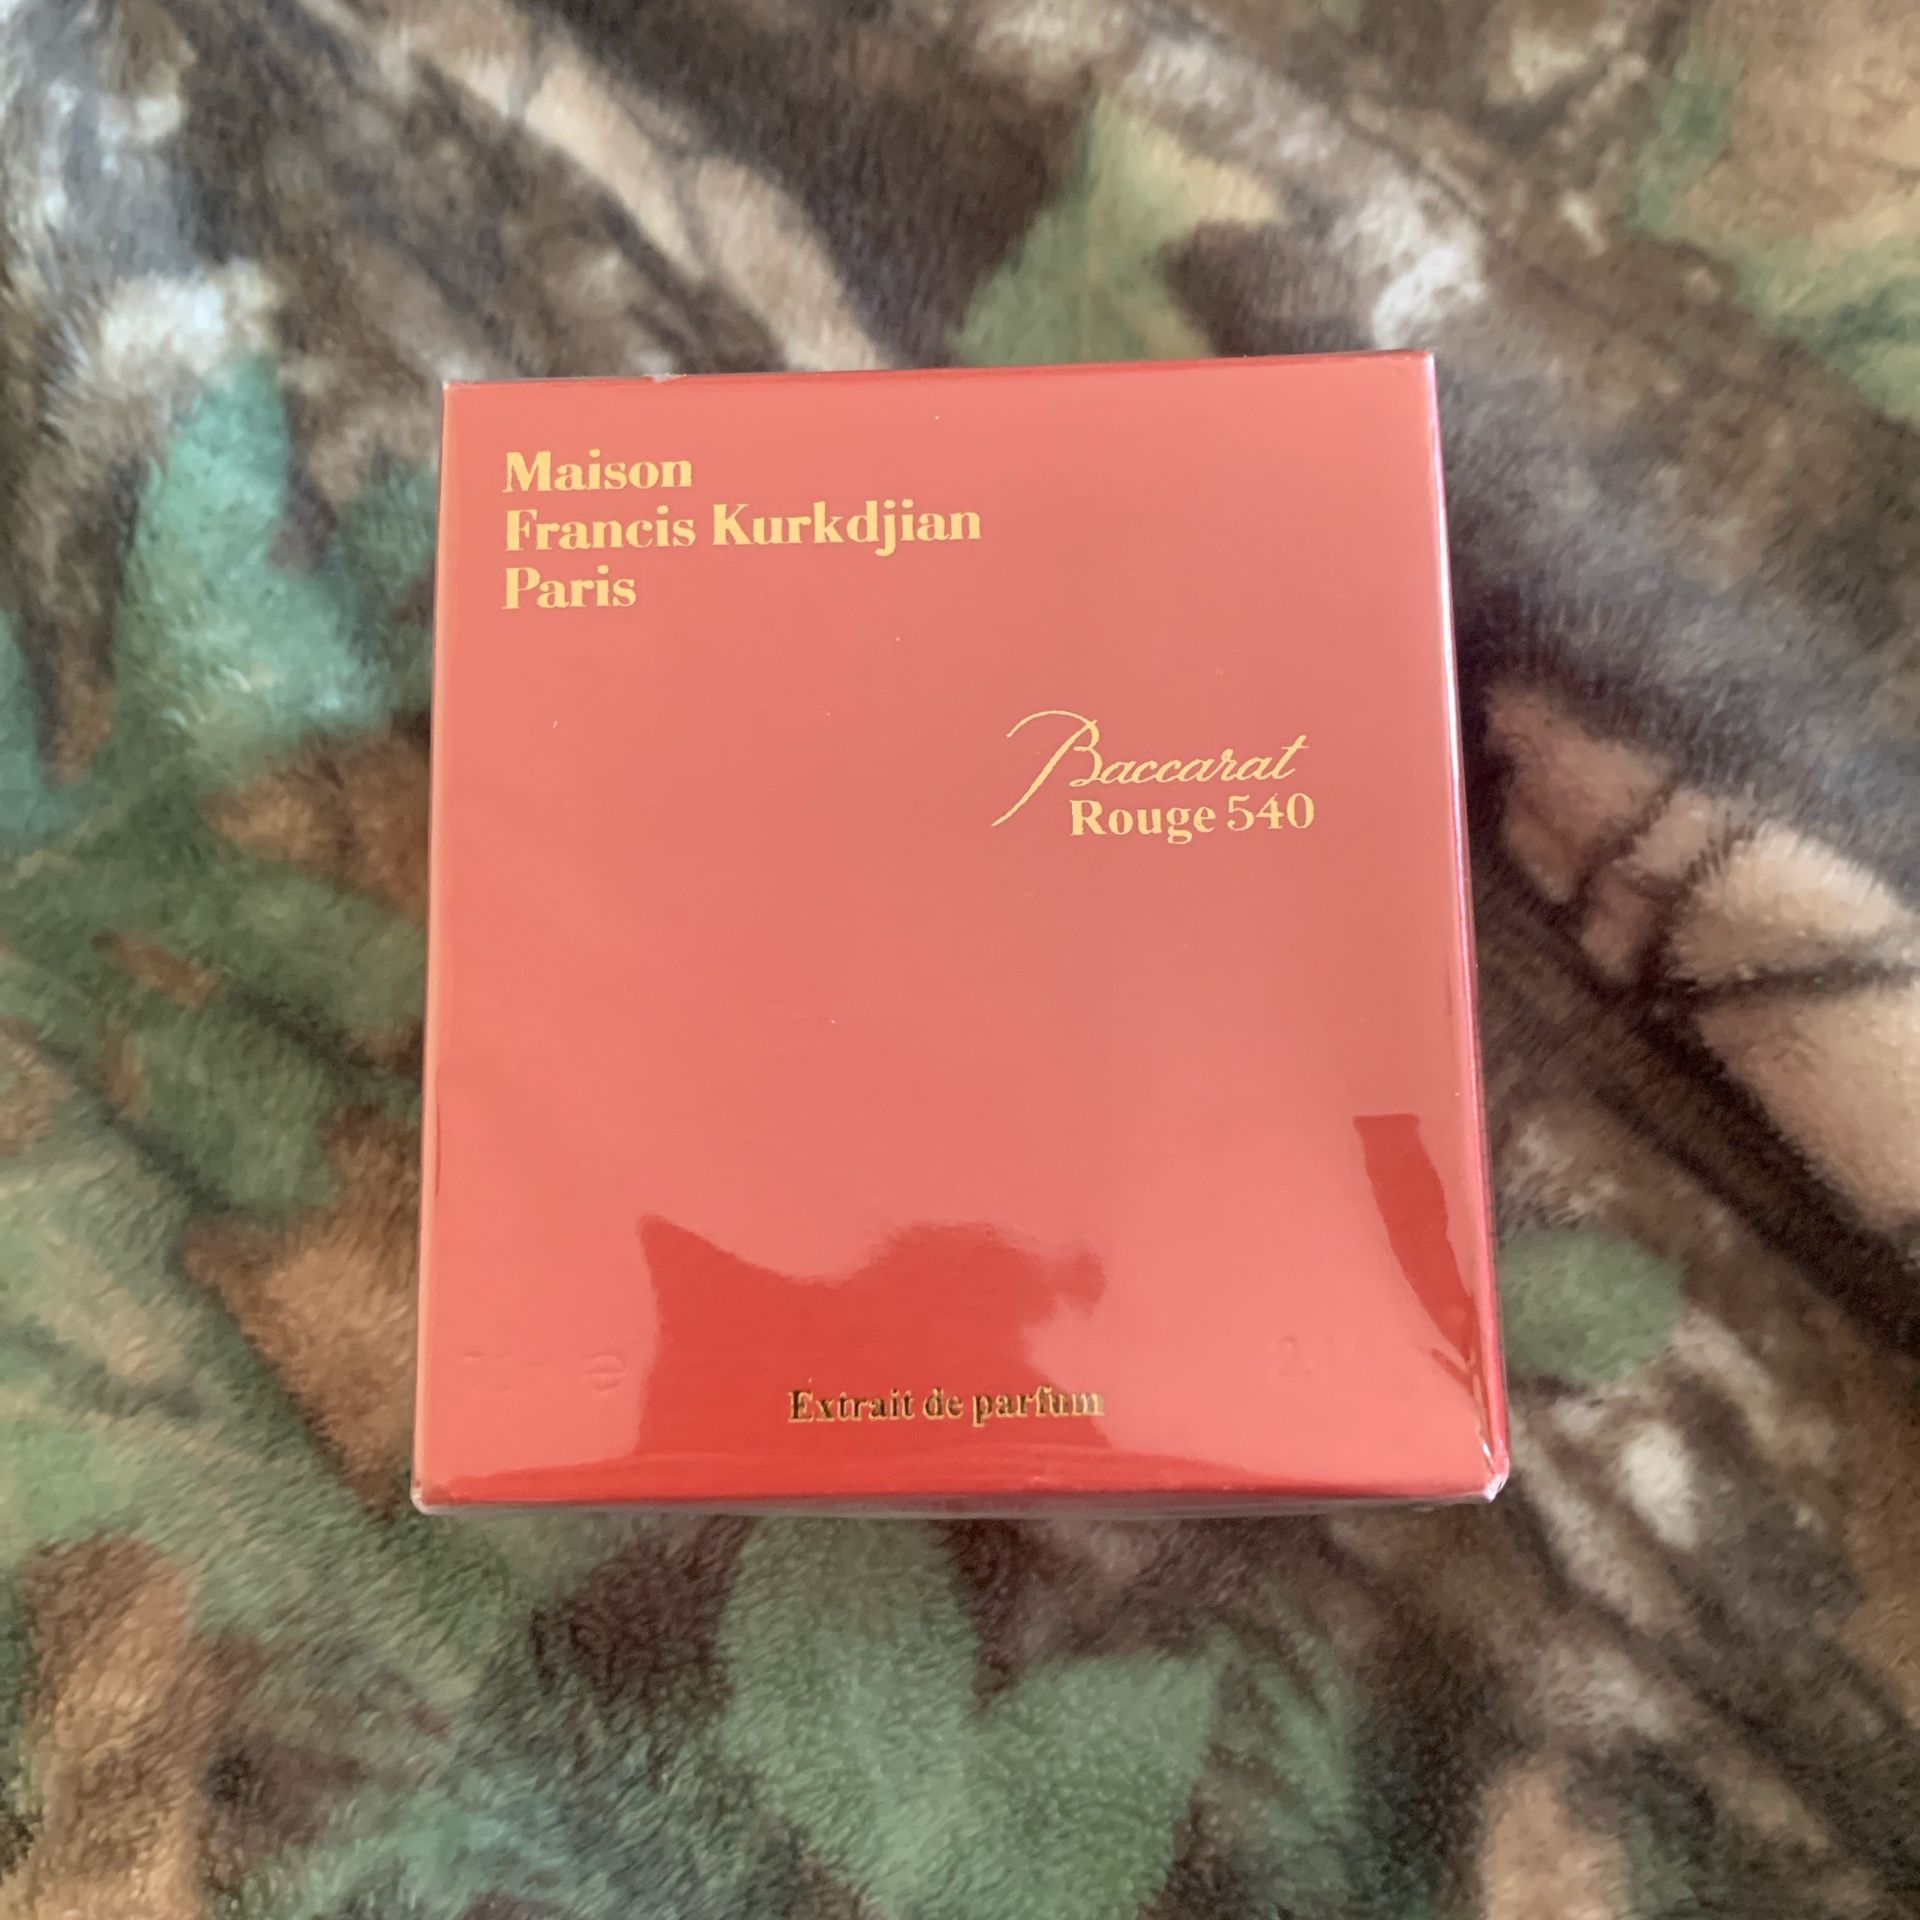 Maison
Francis Kurkdjian
Paris
Baccarat
Rouge 540
Extrait de parfum